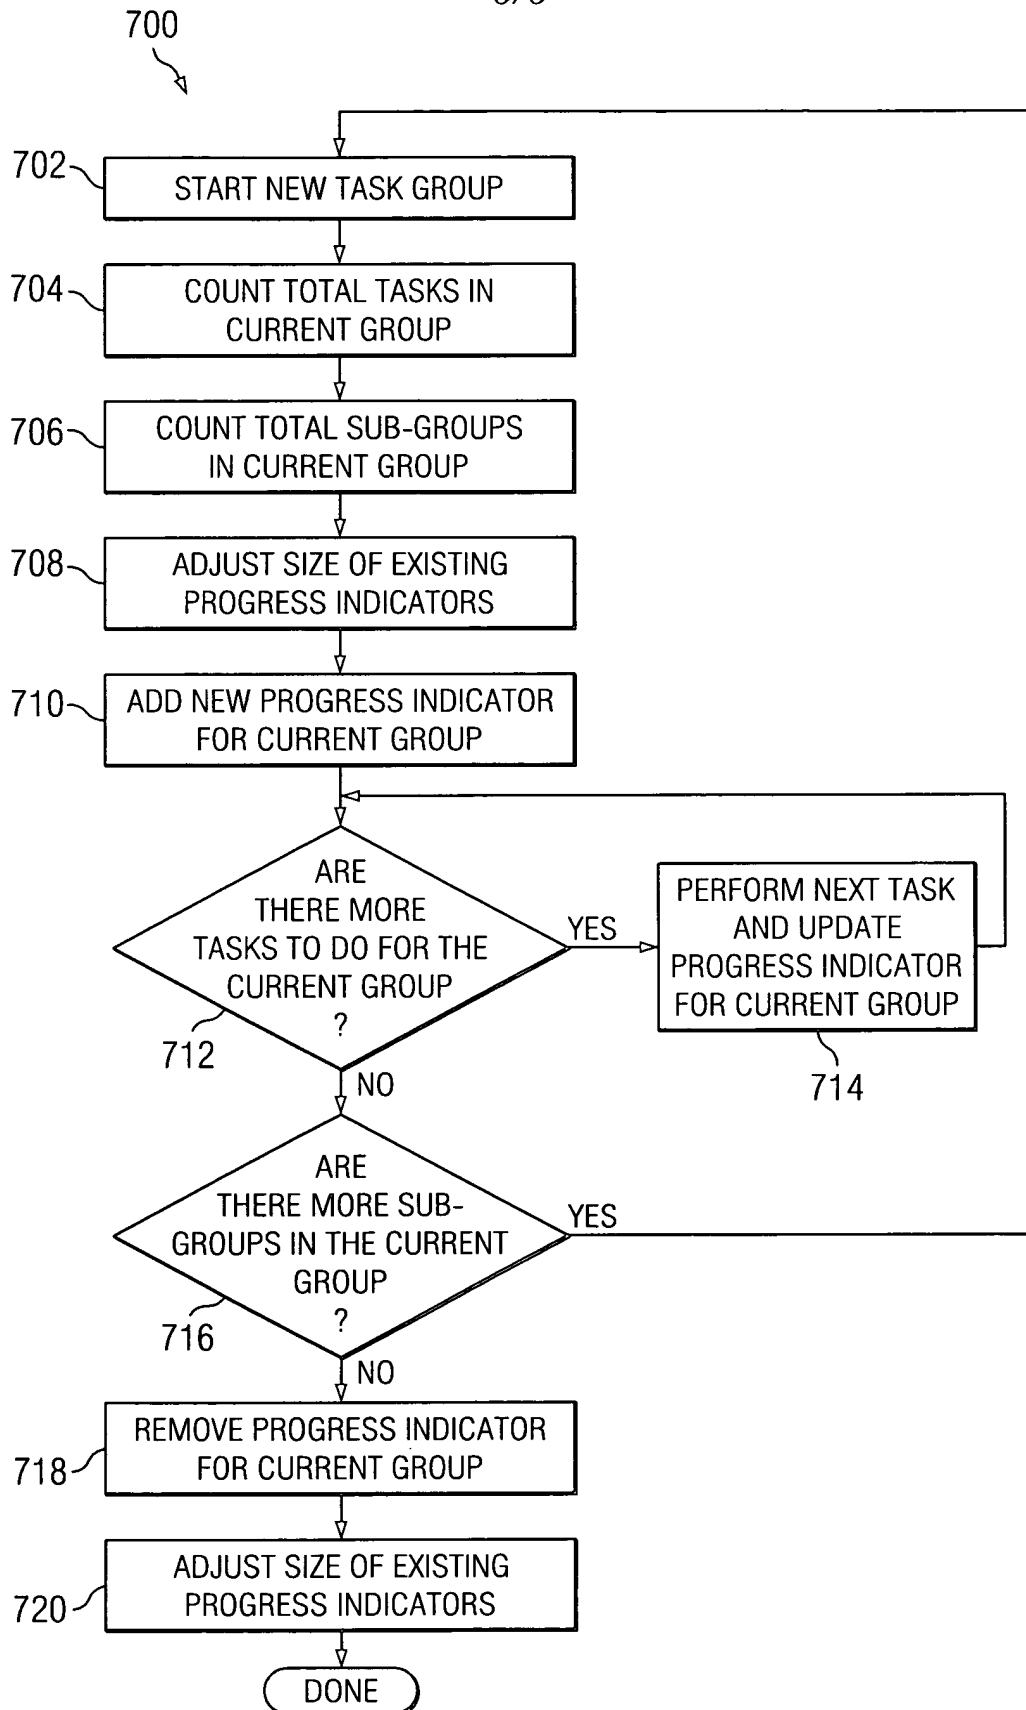 700
702
START NEW TASK GROUP
704
COUNT TOTAL TASKS IN
CURRENT GROUP
706
COUNT TOTAL SUB-GROUPS
IN CURRENT GROUP
708
ADJUST SIZE OF EXISTING
PROGRESS INDICATORS
710
ADD NEW PROGRESS INDICATOR
FOR CURRENT GROUP
ARE
THERE MORE
TASKS TO DO FOR THE
CURRENT GROUP
?
712
YES
PERFORM NEXT TASK
AND UPDATE
PROGRESS INDICATOR
FOR CURRENT GROUP
714
NO
ARE
THERE MORE SUB-
GROUPS IN THE CURRENT
GROUP
?
716
YES
NO
REMOVE PROGRESS INDICATOR
FOR CURRENT GROUP
718
ADJUST SIZE OF EXISTING
PROGRESS INDICATORS
720
DONE